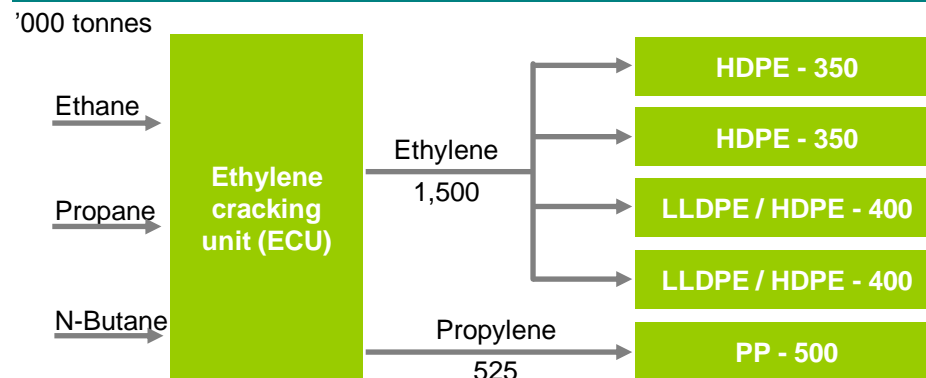 ’000 tonnes
Ethane
Propane
N-Butane
Ethylene
cracking
unit (ECU)
Ethylene
1,500
Propylene
525
HDPE - 350
HDPE - 350
LLDPE / HDPE - 400
LLDPE / HDPE - 400
PP - 500